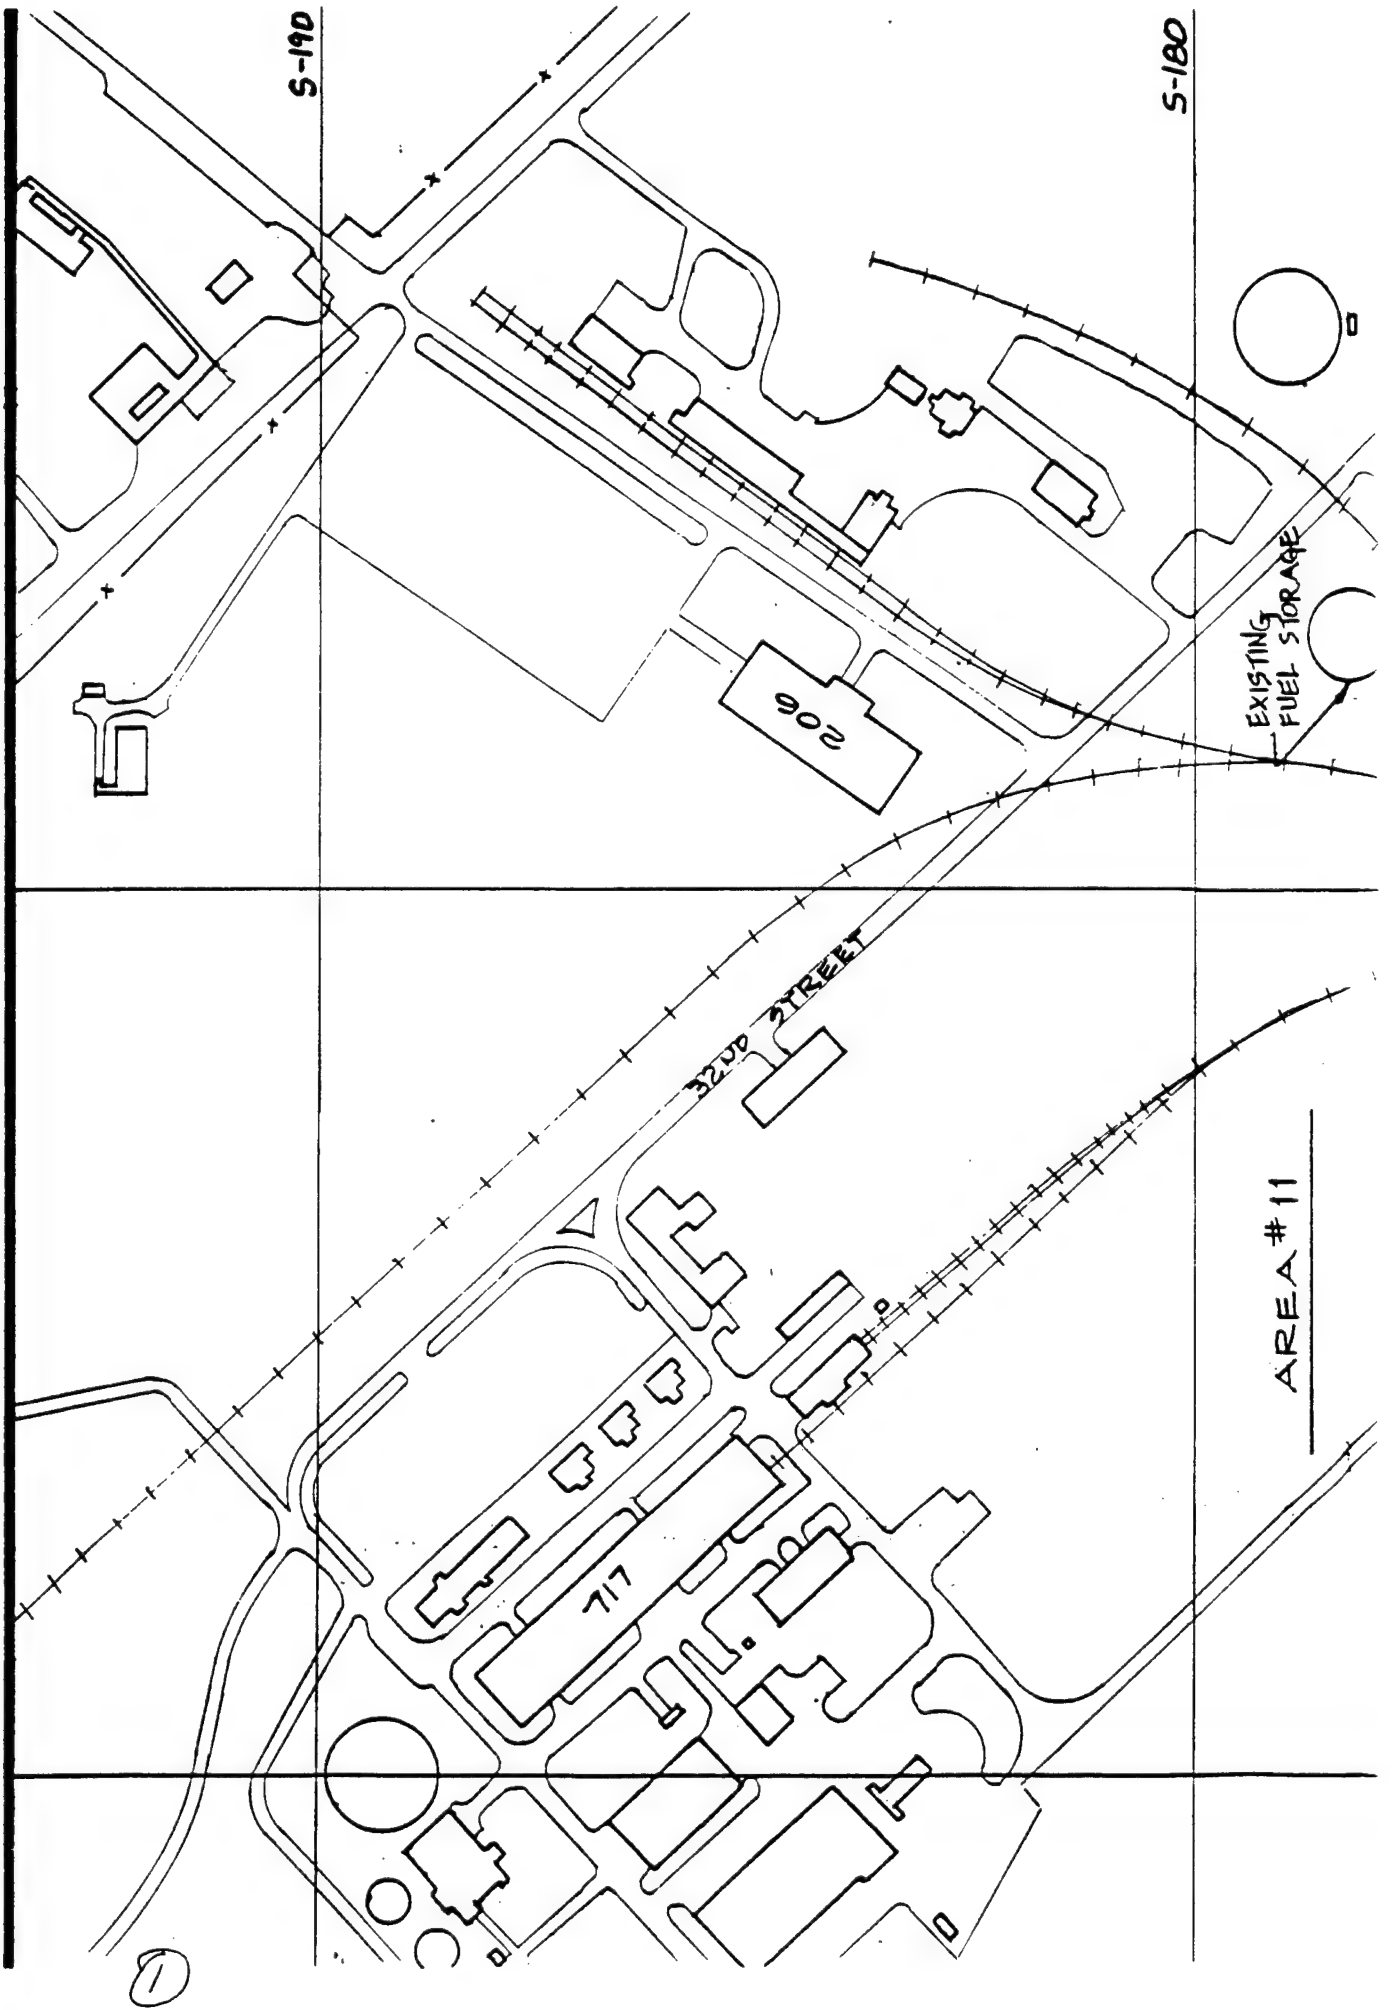 S-190
S-180
206
EXISTING
FUEL STORAGE
32ND STREET
AREA # 11
717
1